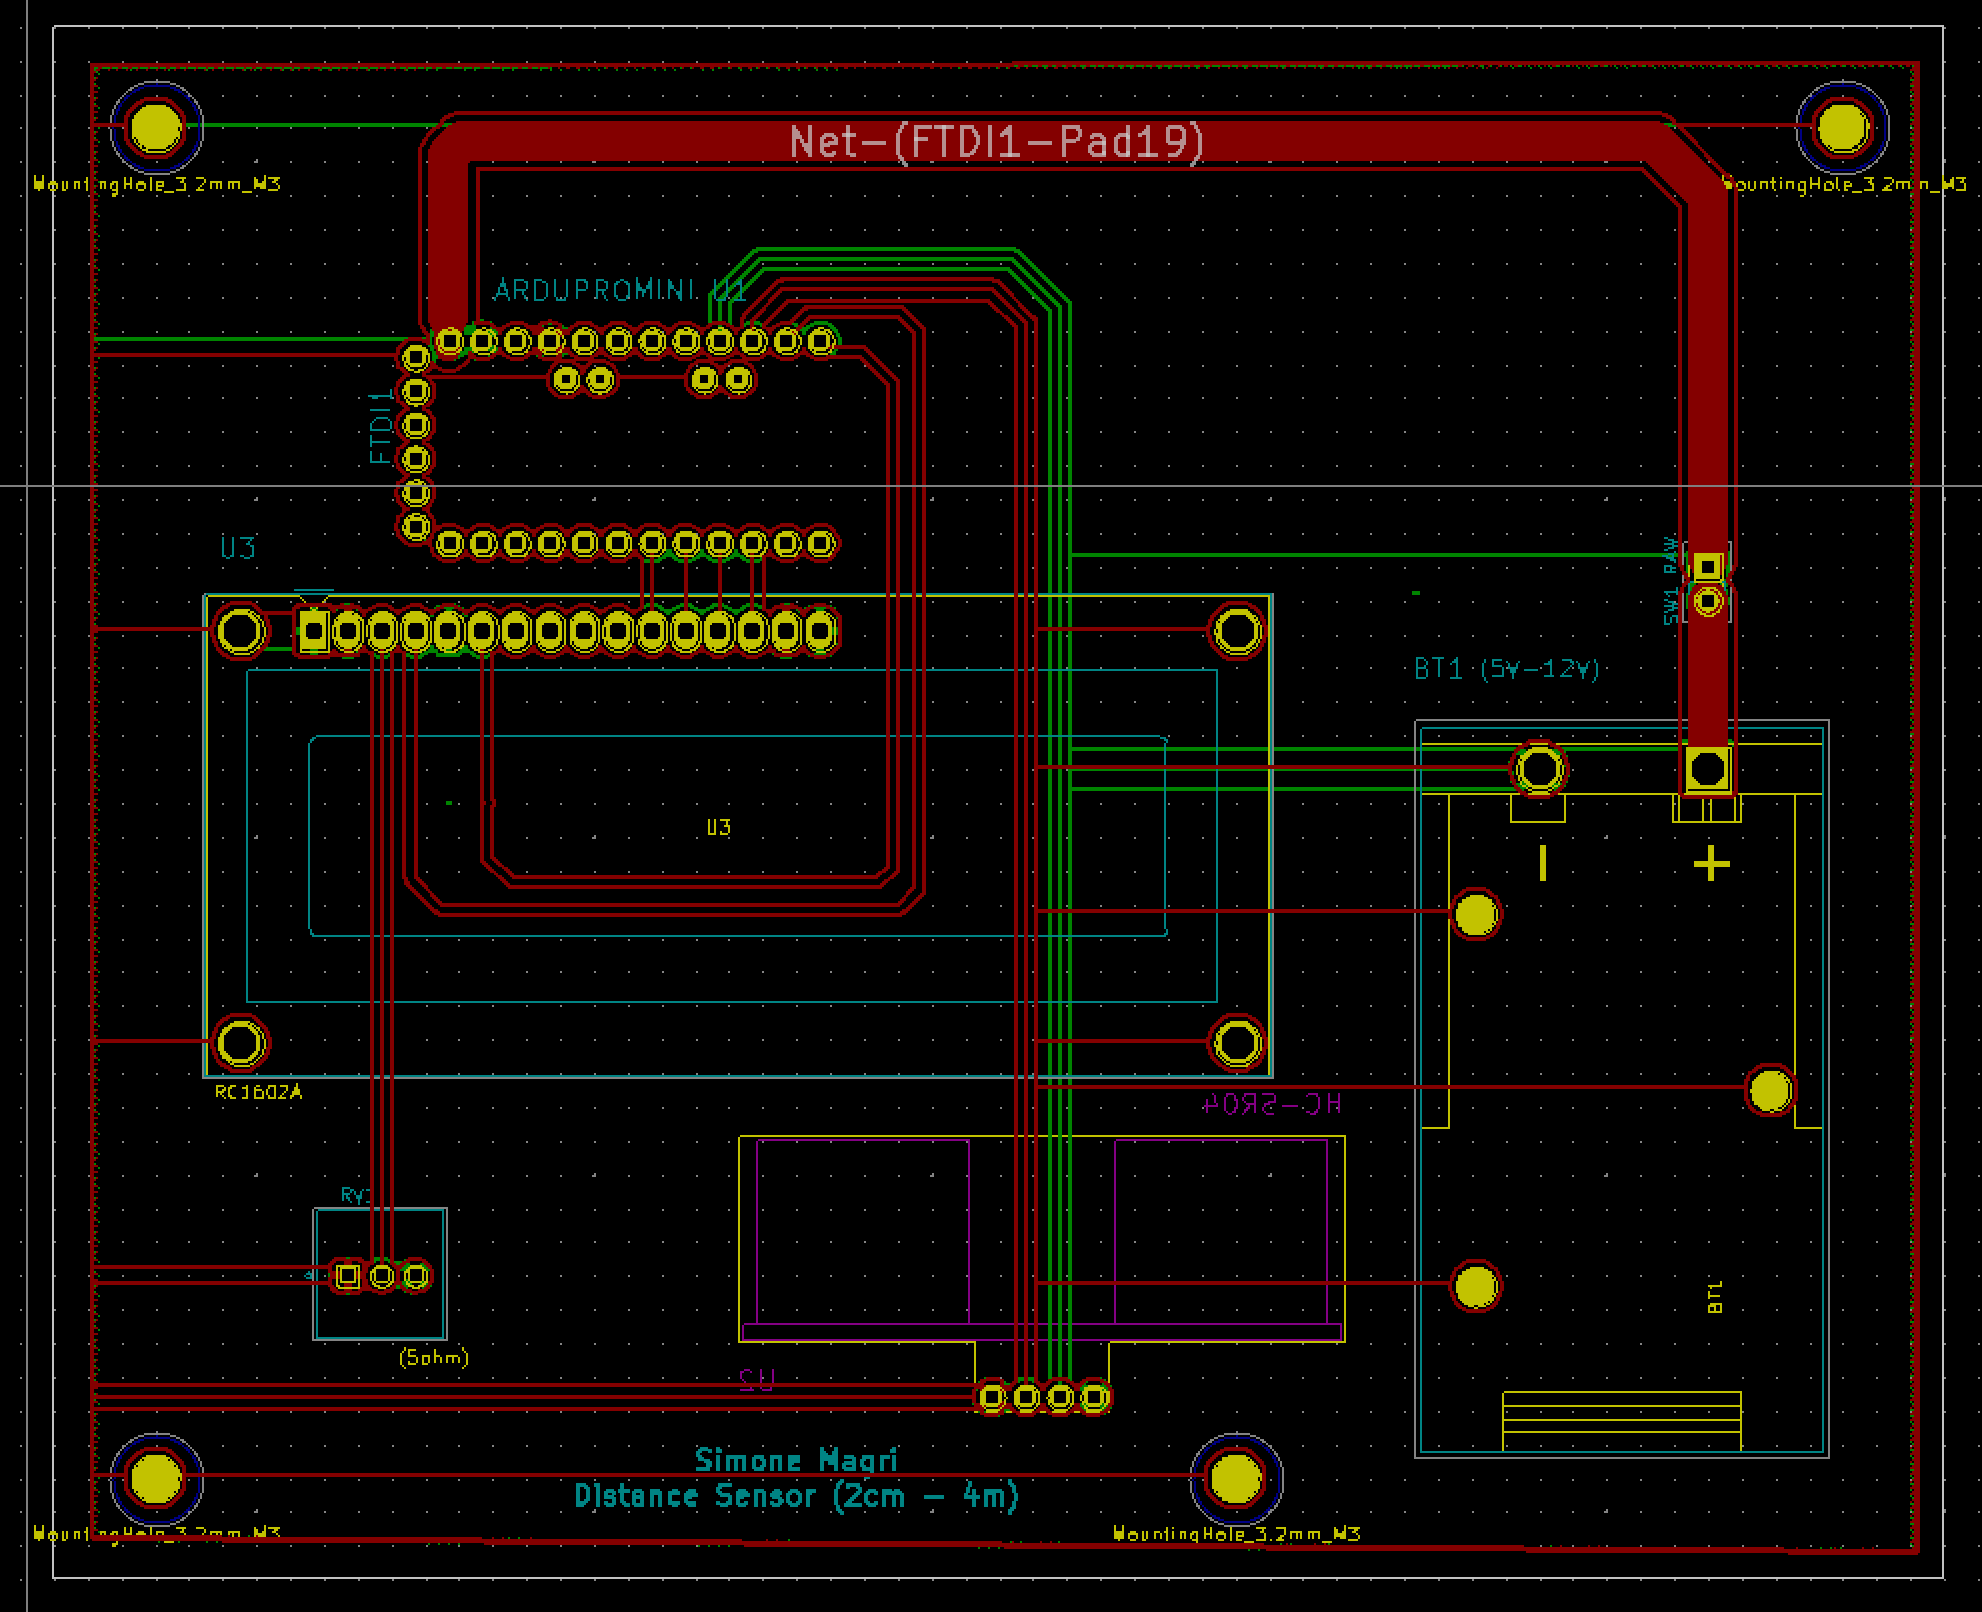 Net-(FTDI1-Pad19)
MountingHole_3.2mm_M3
MountingHole_3.2mm_M3
ARDUPROMINI U1
FTDI1
U3
SW1 RAW
BT1 (5V-12V)
U3
- +
RC1602A
HC-SR04
BT1
(5ohm)
U2
Simone Magri
Distance Sensor (2cm - 4m)
MountingHole_3.2mm_M3
MountingHole_3.2mm_M3